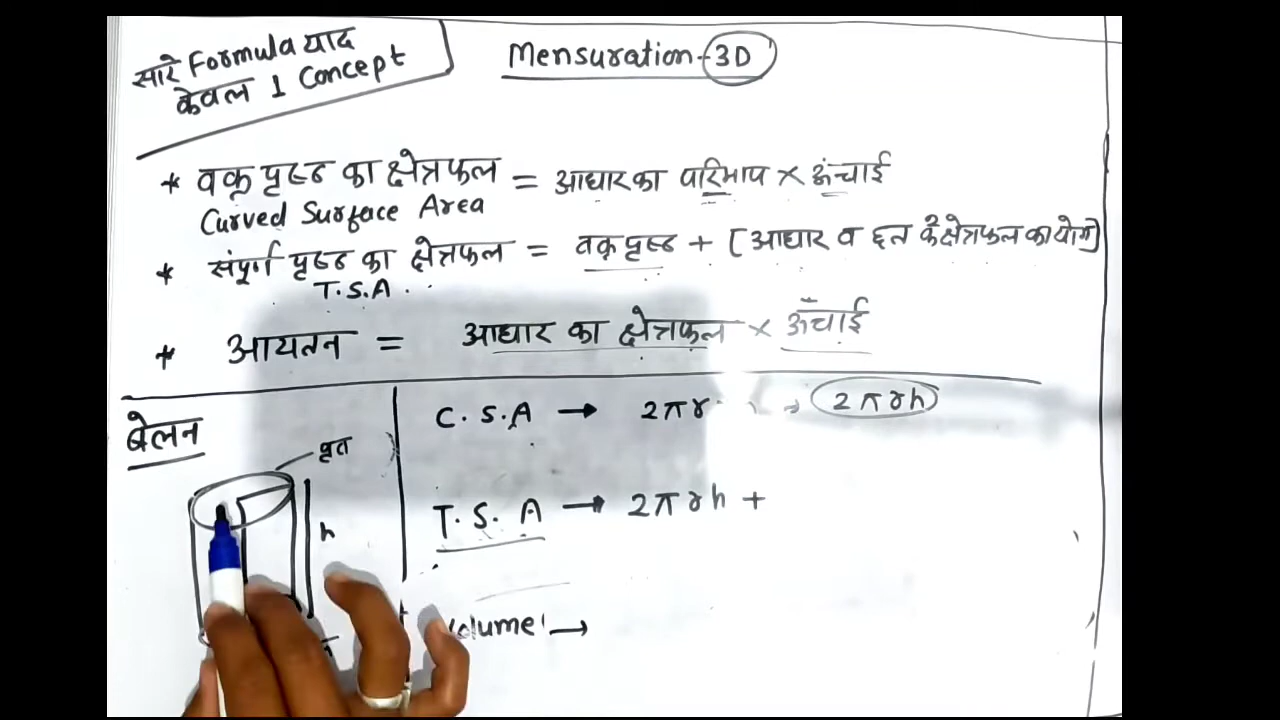 सारे Formula याद
केवल 1 Concept
Mensuration-3D
* वक्र पृष्ठ का क्षेत्रफल = आधार का परिमाप × ऊंचाई
Curved Surface Area
* संपूर्ण पृष्ठ का क्षेत्रफल = वक्र पृष्ठ + [आधार व छत के क्षेत्रफल का योग]
T.S.A.
* आयतन = आधार का क्षेत्रफल × ऊँचाई
बेलन
वृत
h
C.S.A → 2πr → 2πrh
T.S.A → 2πrh +
Volume →